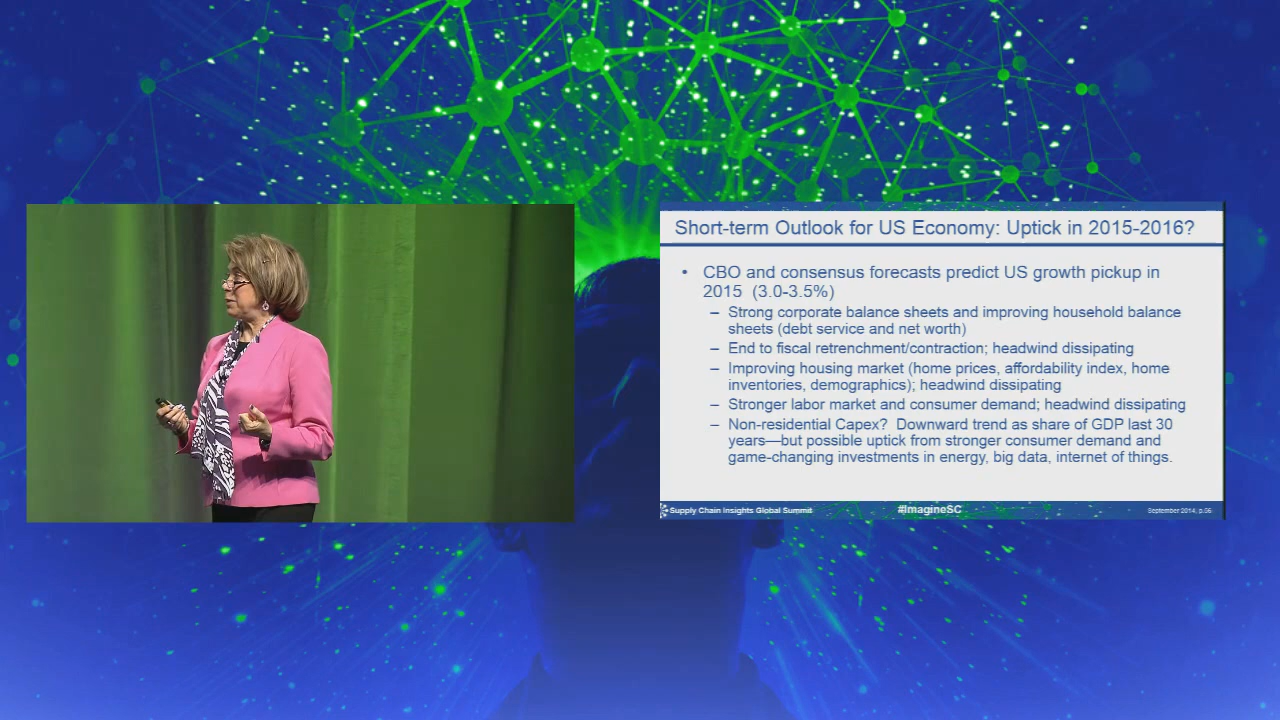 Short-term Outlook for US Economy: Uptick in 2015-2016?
• CBO and consensus forecasts predict US growth pickup in
2015 (3.0-3.5%)
– Strong corporate balance sheets and improving household balance
sheets (debt service and net worth)
– End to fiscal retrenchment/contraction; headwind dissipating
– Improving housing market (home prices, affordability index, home
inventories, demographics); headwind dissipating
– Stronger labor market and consumer demand; headwind dissipating
– Non-residential Capex? Downward trend as share of GDP last 30
years—but possible uptick from stronger consumer demand and
game-changing investments in energy, big data, internet of things.
Supply Chain Insights Global Summit
#ImagineSC
September 2014, p.